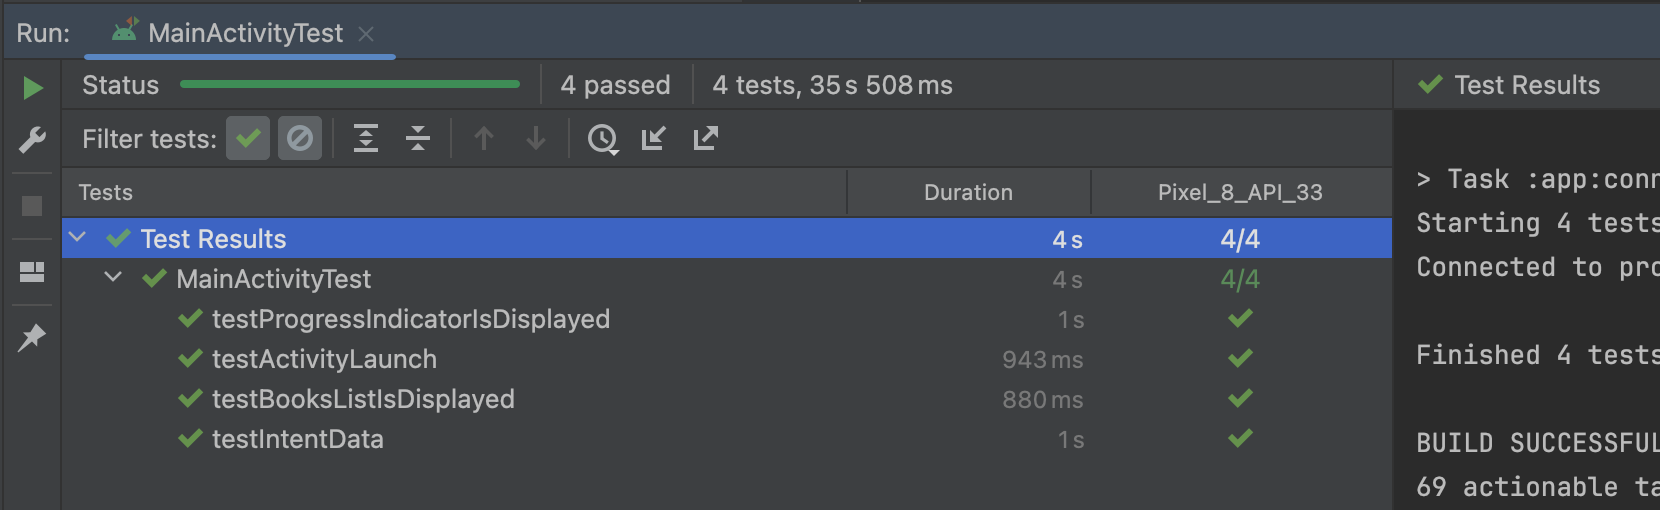 Run: MainActivityTest
Status 4 passed 4 tests, 35 s 508 ms
Test Results
Filter tests:
Tests Duration Pixel_8_API_33
Test Results 4 s 4/4
MainActivityTest 4 s 4/4
testProgressIndicatorIsDisplayed 1 s
testActivityLaunch 943 ms
testBooksListIsDisplayed 880 ms
testIntentData 1 s
> Task :app:conn
Starting 4 tests
Connected to pro
Finished 4 tests
BUILD SUCCESSFUL
69 actionable ta